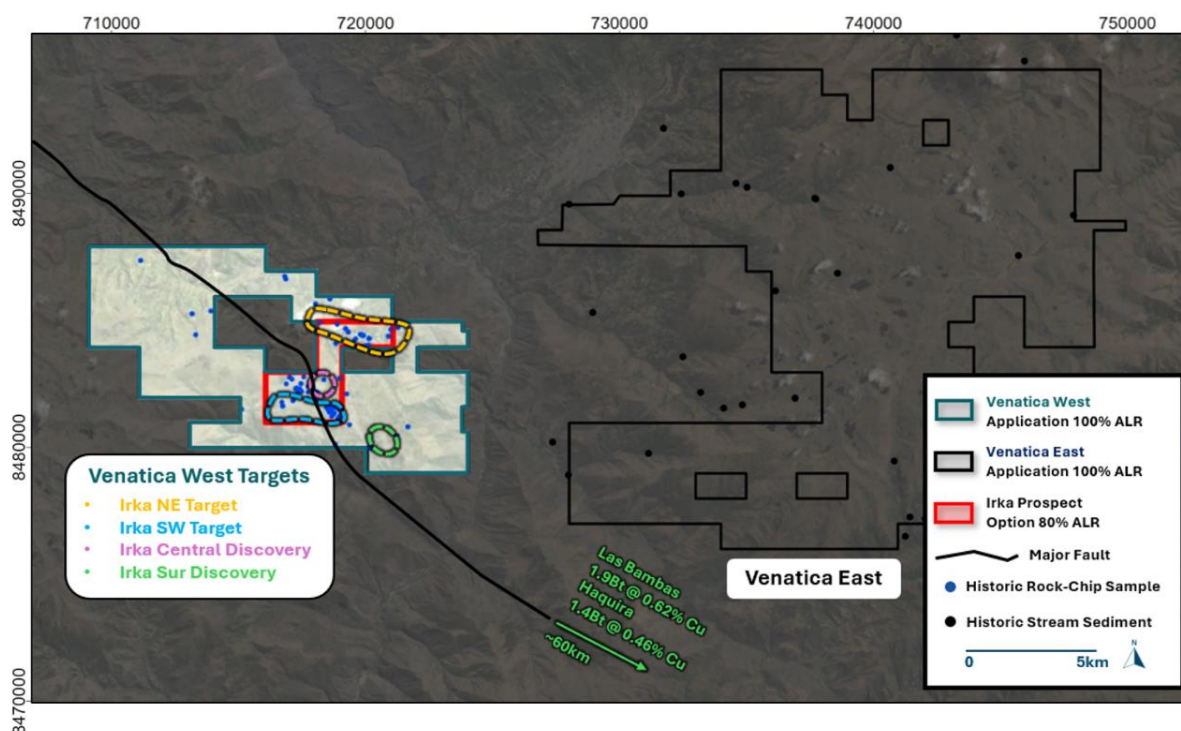 710000
720000
730000
740000
750000
8490000
8480000
8470000
Venatica West Targets
Irka NE Target
Irka SW Target
Irka Central Discovery
Irka Sur Discovery
Las Bambas
1.9Bt @ 0.62% Cu
Haquira
1.4Bt @ 0.46% Cu
~60km
Venatica East
Venatica West
Application 100% ALR
Venatica East
Application 100% ALR
Irka Prospect
Option 80% ALR
Major Fault
Historic Rock-Chip Sample
Historic Stream Sediment
N
0 5km